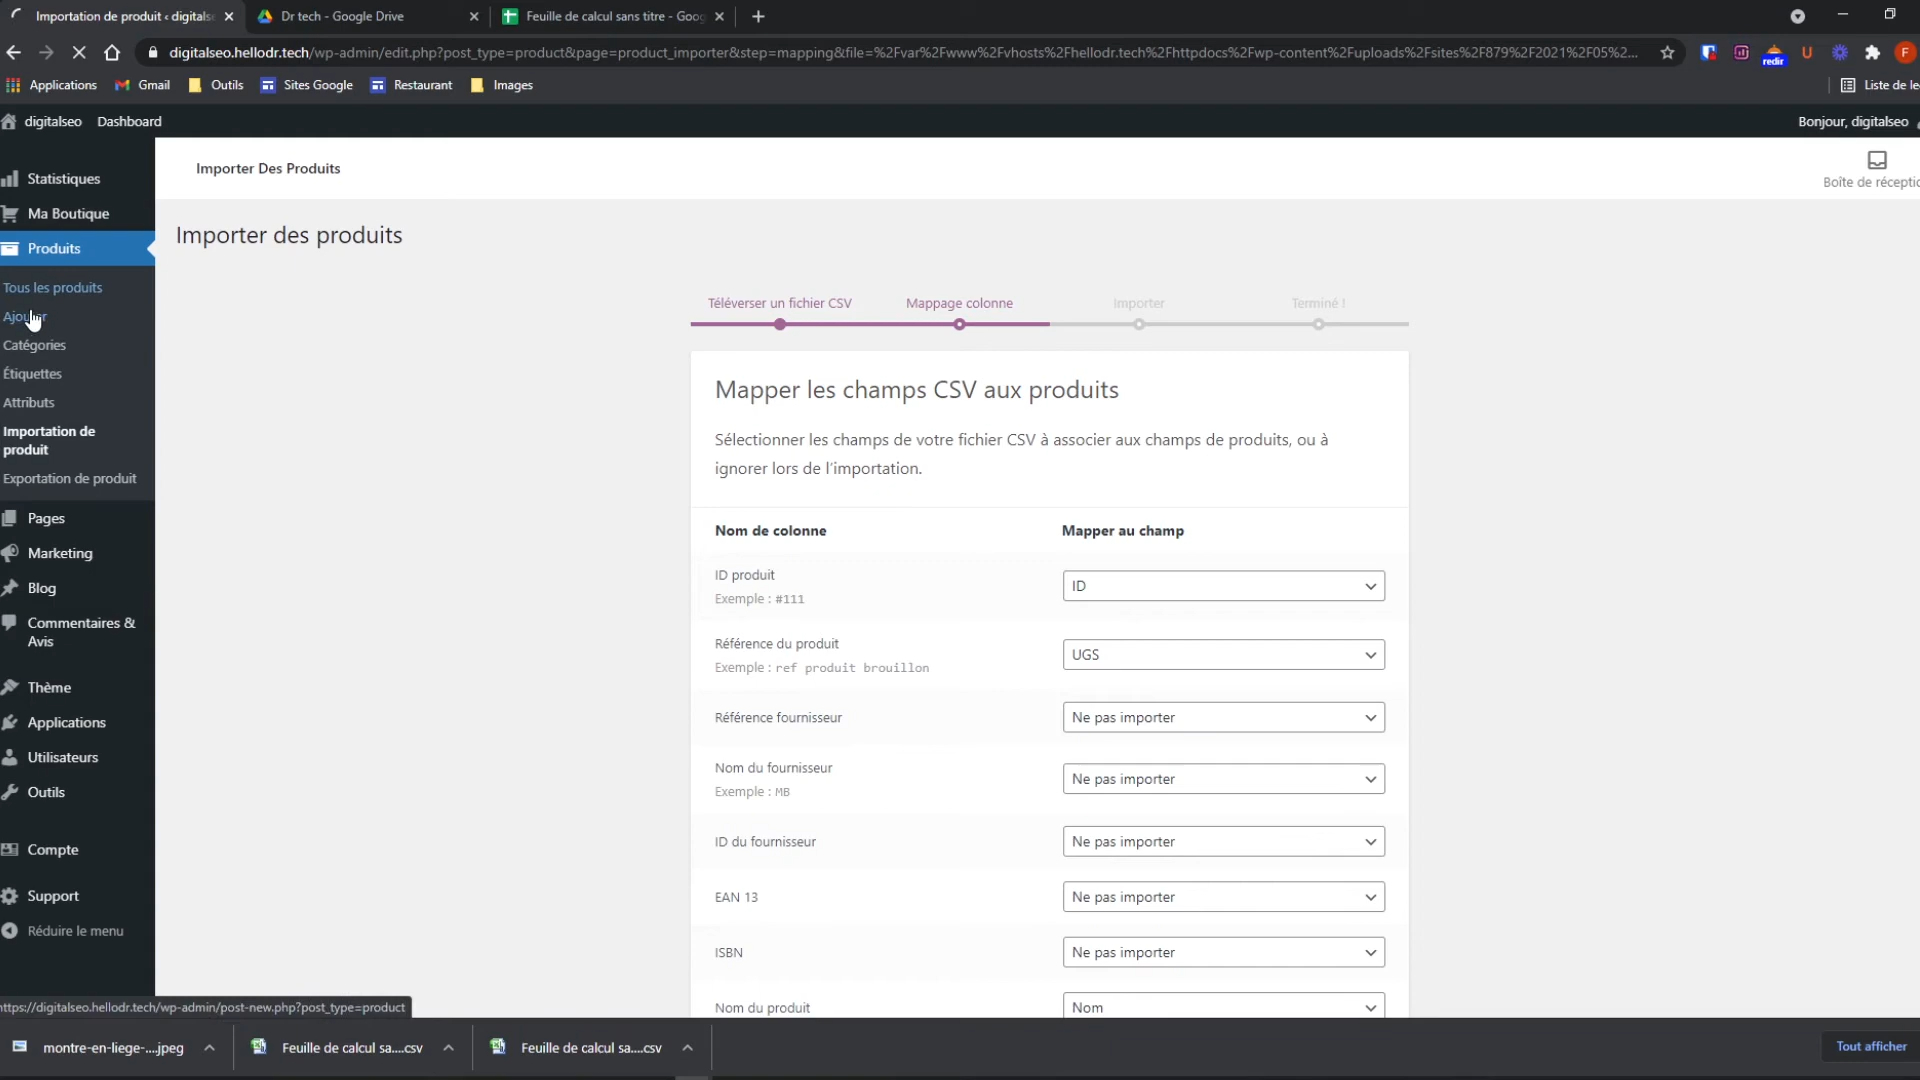 Importation de produit ‹ digitals
Dr tech - Google Drive
Feuille de calcul sans titre - Goog
digitalseo.hellodr.tech/wp-admin/edit.php?post_type=product&page=product_importer&step=mapping&file=%2Fvar%2Fwww%2Fvhosts%2Fhellodr.tech%2Fhttpdocs%2Fwp-content%2Fuploads%2Fsites%2F879%2F2021%2F05%2...
redir
U
F
Applications
Gmail
Outils
Sites Google
Restaurant
Images
Liste de le
digitalseo
Dashboard
Bonjour, digitalseo
Statistiques
Ma Boutique
Produits
Tous les produits
Ajouter
Catégories
Étiquettes
Attributs
Importation de
produit
Exportation de produit
Pages
Marketing
Blog
Commentaires &
Avis
Thème
Applications
Utilisateurs
Outils
Compte
Support
Réduire le menu
Importer Des Produits
Boîte de réceptio
Importer des produits
Téléverser un fichier CSV
Mappage colonne
Importer
Terminé !
Mapper les champs CSV aux produits
Sélectionner les champs de votre fichier CSV à associer aux champs de produits, ou à
ignorer lors de l’importation.
Nom de colonne
Mapper au champ
ID produit
Exemple : #111
ID
Référence du produit
Exemple : ref produit brouillon
UGS
Référence fournisseur
Ne pas importer
Nom du fournisseur
Exemple : MB
Ne pas importer
ID du fournisseur
Ne pas importer
EAN 13
Ne pas importer
ISBN
Ne pas importer
Nom du produit
Nom
https://digitalseo.hellodr.tech/wp-admin/post-new.php?post_type=product
montre-en-liege-....jpeg
Feuille de calcul sa....csv
Feuille de calcul sa....csv
Tout afficher